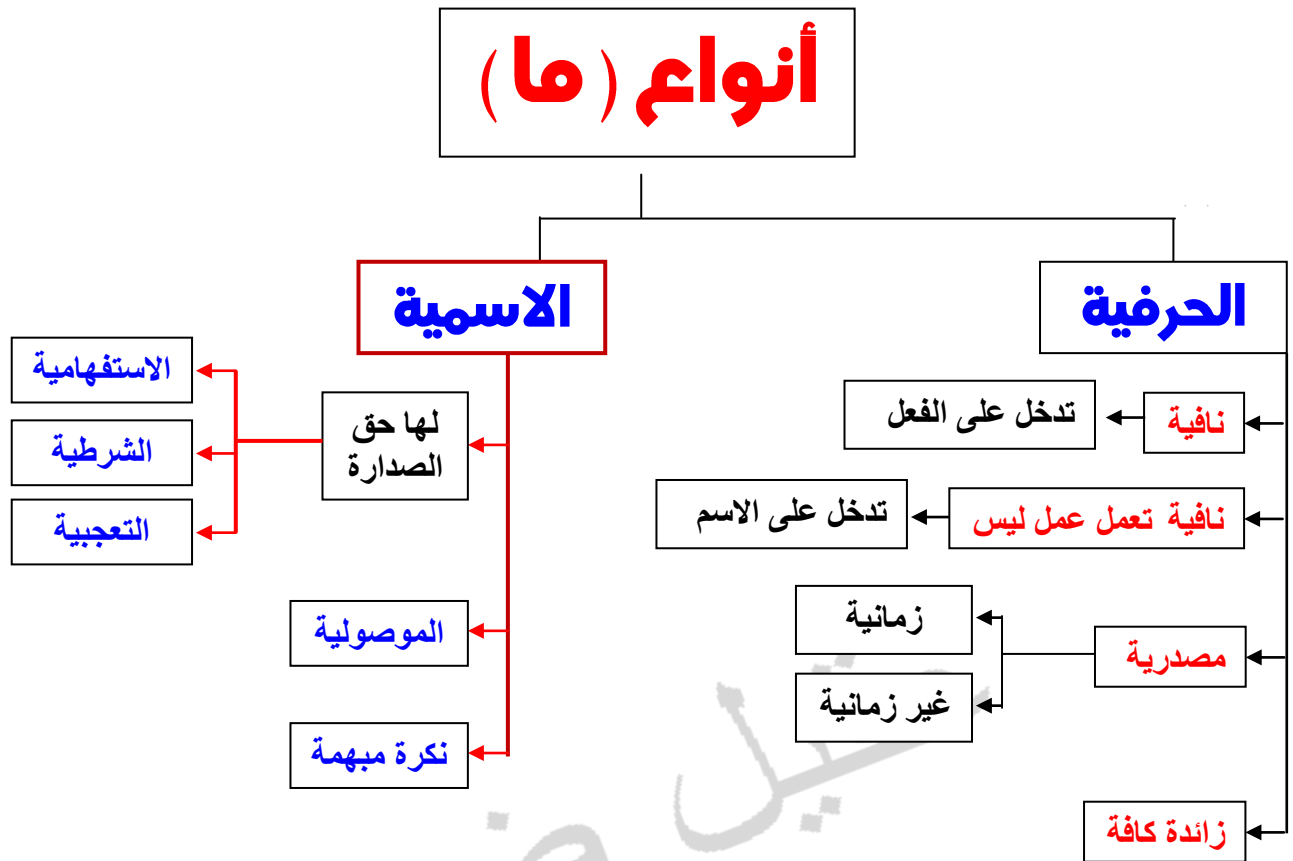 أنواع ( ما )
الحرفية
نافية
تدخل على الفعل
نافية تعمل عمل ليس
تدخل على الاسم
مصدرية
زمانية
غير زمانية
زائدة كافة
الاسمية
لها حق
الصدارة
الاستفهامية
الشرطية
التعجبية
الموصولية
نكرة مبهمة